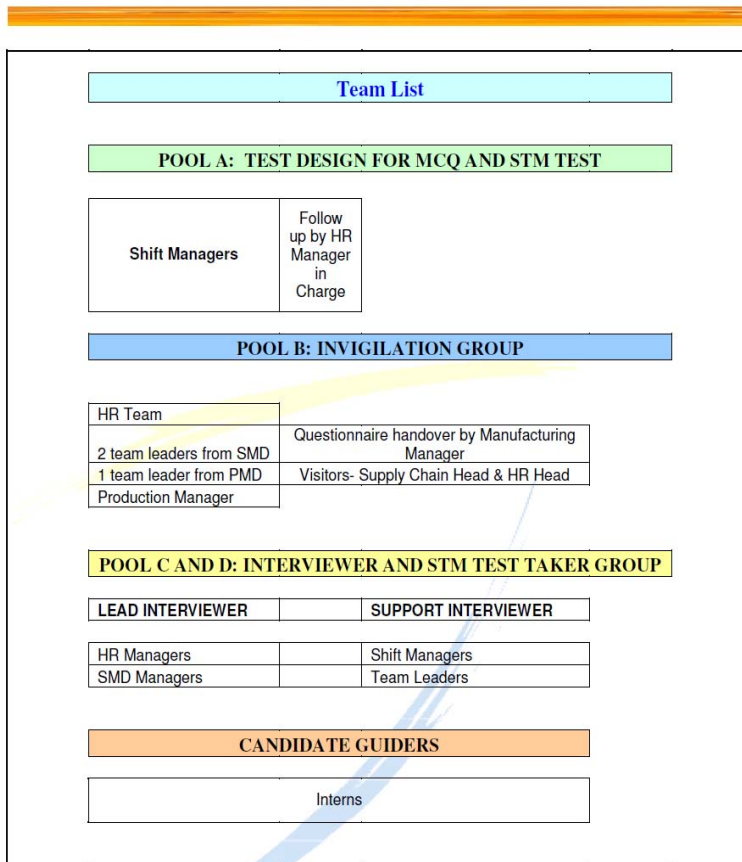 Team List
POOL A: TEST DESIGN FOR MCQ AND STM TEST
Shift Managers
Follow
up by HR
Manager
in
Charge
POOL B: INVIGILATION GROUP
HR Team
2 team leaders from SMD
Questionnaire handover by Manufacturing
Manager
1 team leader from PMD
Visitors- Supply Chain Head & HR Head
Production Manager
POOL C AND D: INTERVIEWER AND STM TEST TAKER GROUP
LEAD INTERVIEWER
SUPPORT INTERVIEWER
HR Managers
Shift Managers
SMD Managers
Team Leaders
CANDIDATE GUIDERS
Interns